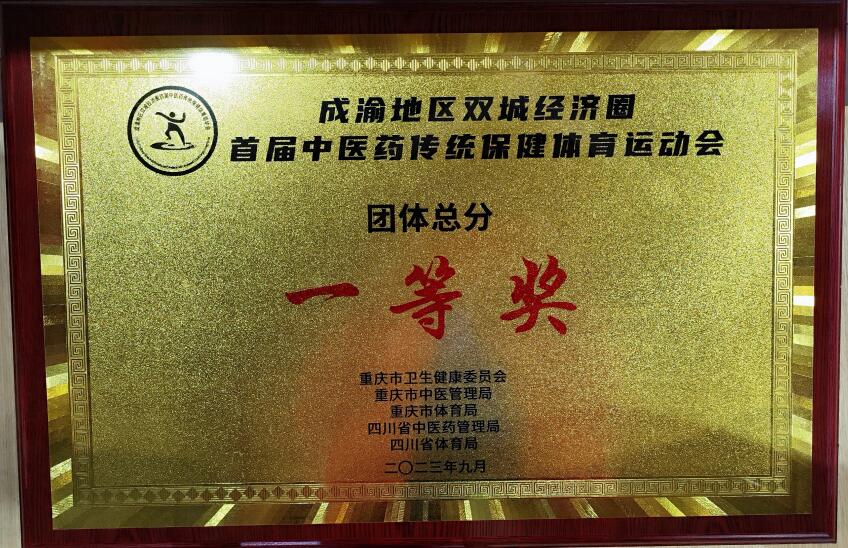 成渝地区双城经济圈
首届中医药传统保健体育运动会
团体总分
一等奖
重庆市卫生健康委员会
重庆市中医管理局
重庆市体育局
四川省中医药管理局
四川省体育局
二〇二三年九月